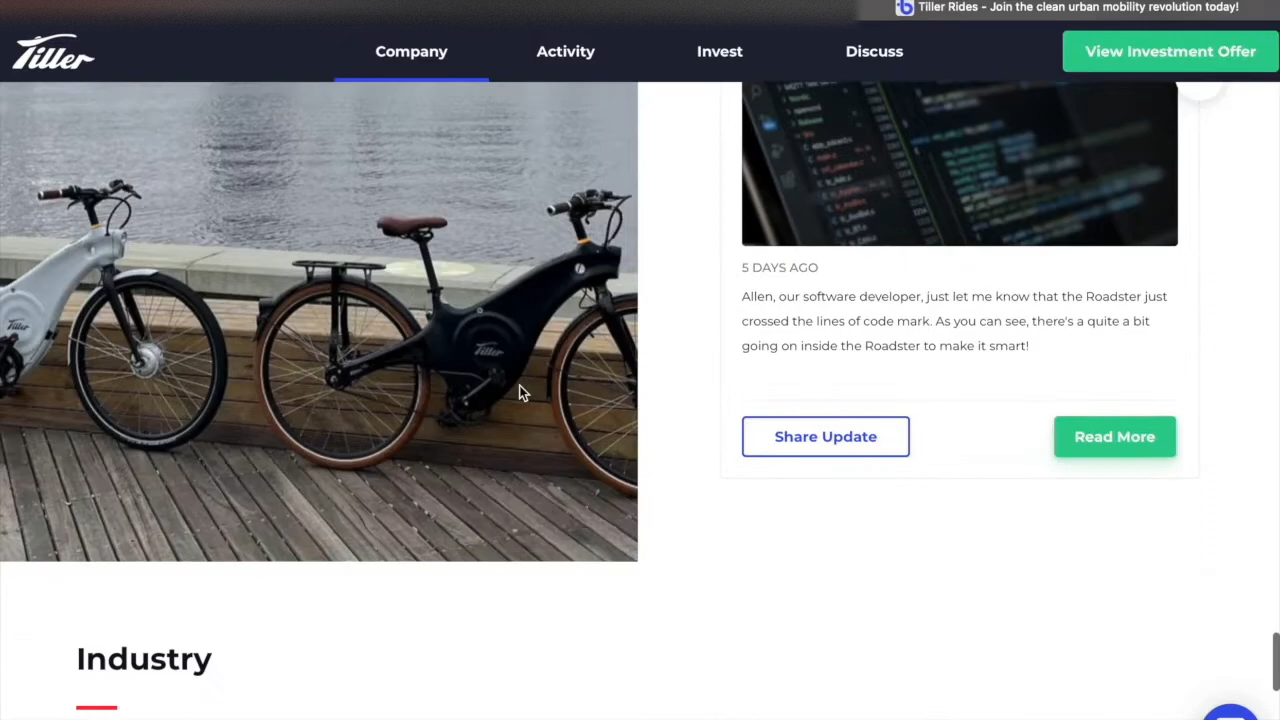 Tiller Rides - Join the clean urban mobility revolution today!
Tiller
Company
Activity
Invest
Discuss
View Investment Offer
Tiller
Tiller
5 DAYS AGO
Allen, our software developer, just let me know that the Roadster just
crossed the lines of code mark. As you can see, there's a quite a bit
going on inside the Roadster to make it smart!
Share Update
Read More
Industry